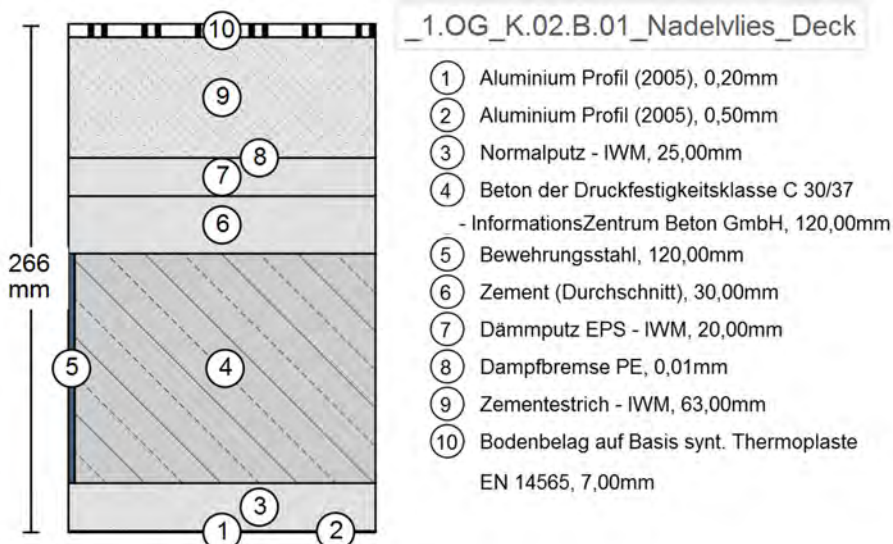 _1.OG_K.02.B.01_Nadelvlies_Deck
1 Aluminium Profil (2005), 0,20mm
2 Aluminium Profil (2005), 0,50mm
3 Normalputz - IWM, 25,00mm
4 Beton der Druckfestigkeitsklasse C 30/37
_ - InformationsZentrum Beton GmbH, 120,00mm
5 Bewehrungsstahl, 120,00mm
6 Zement (Durchschnitt), 30,00mm
7 Dämmputz EPS - IWM, 20,00mm
8 Dampfbremse PE, 0,01mm
9 Zementestrich - IWM, 63,00mm
10 Bodenbelag auf Basis synt. Thermoplaste
EN 14565, 7,00mm
266
mm
10
9
8
7
6
5
4
3
1
2